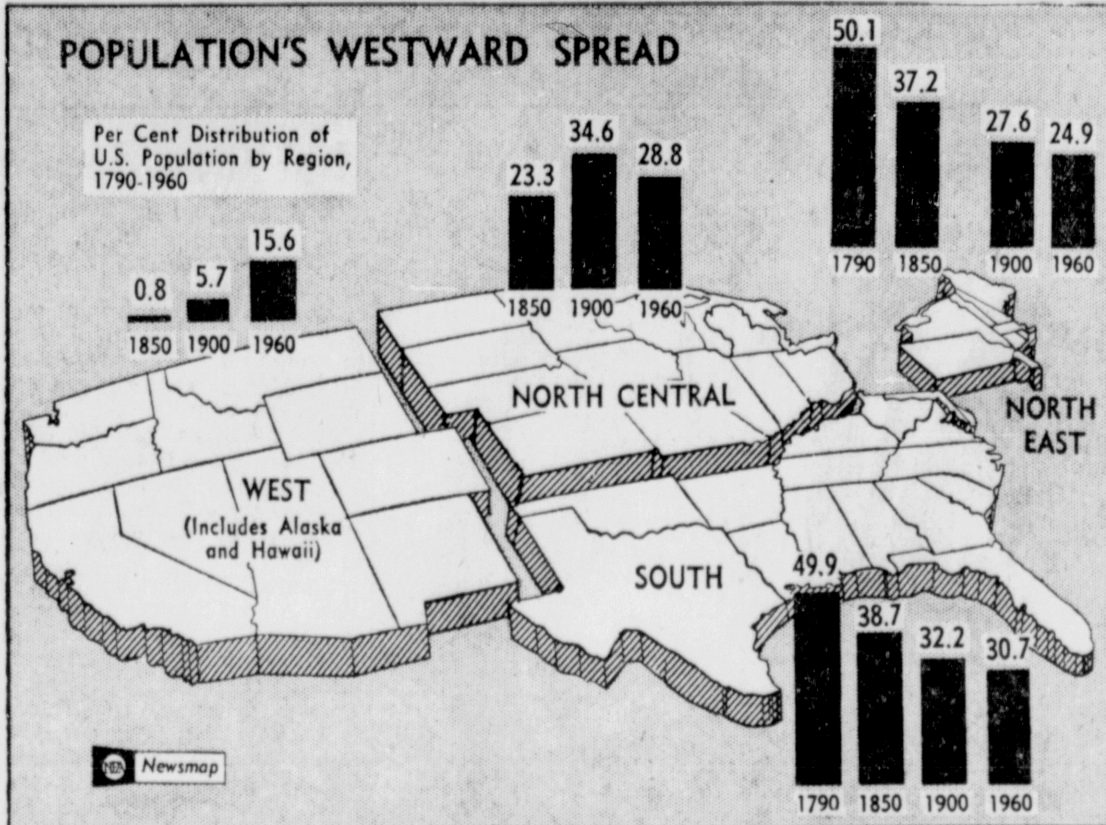 POPULATION'S WESTWARD SPREAD
Per Cent Distribution of
U.S. Population by Region,
1790-1960
0.8 5.7 15.6
1850 1900 1960
23.3 34.6 28.8
1850 1900 1960
50.1 37.2 27.6 24.9
1790 1850 1900 1960
NORTH CENTRAL
NORTH
EAST
WEST
(Includes Alaska
and Hawaii)
SOUTH
49.9 38.7 32.2 30.7
1790 1850 1900 1960
NEA Newsmap